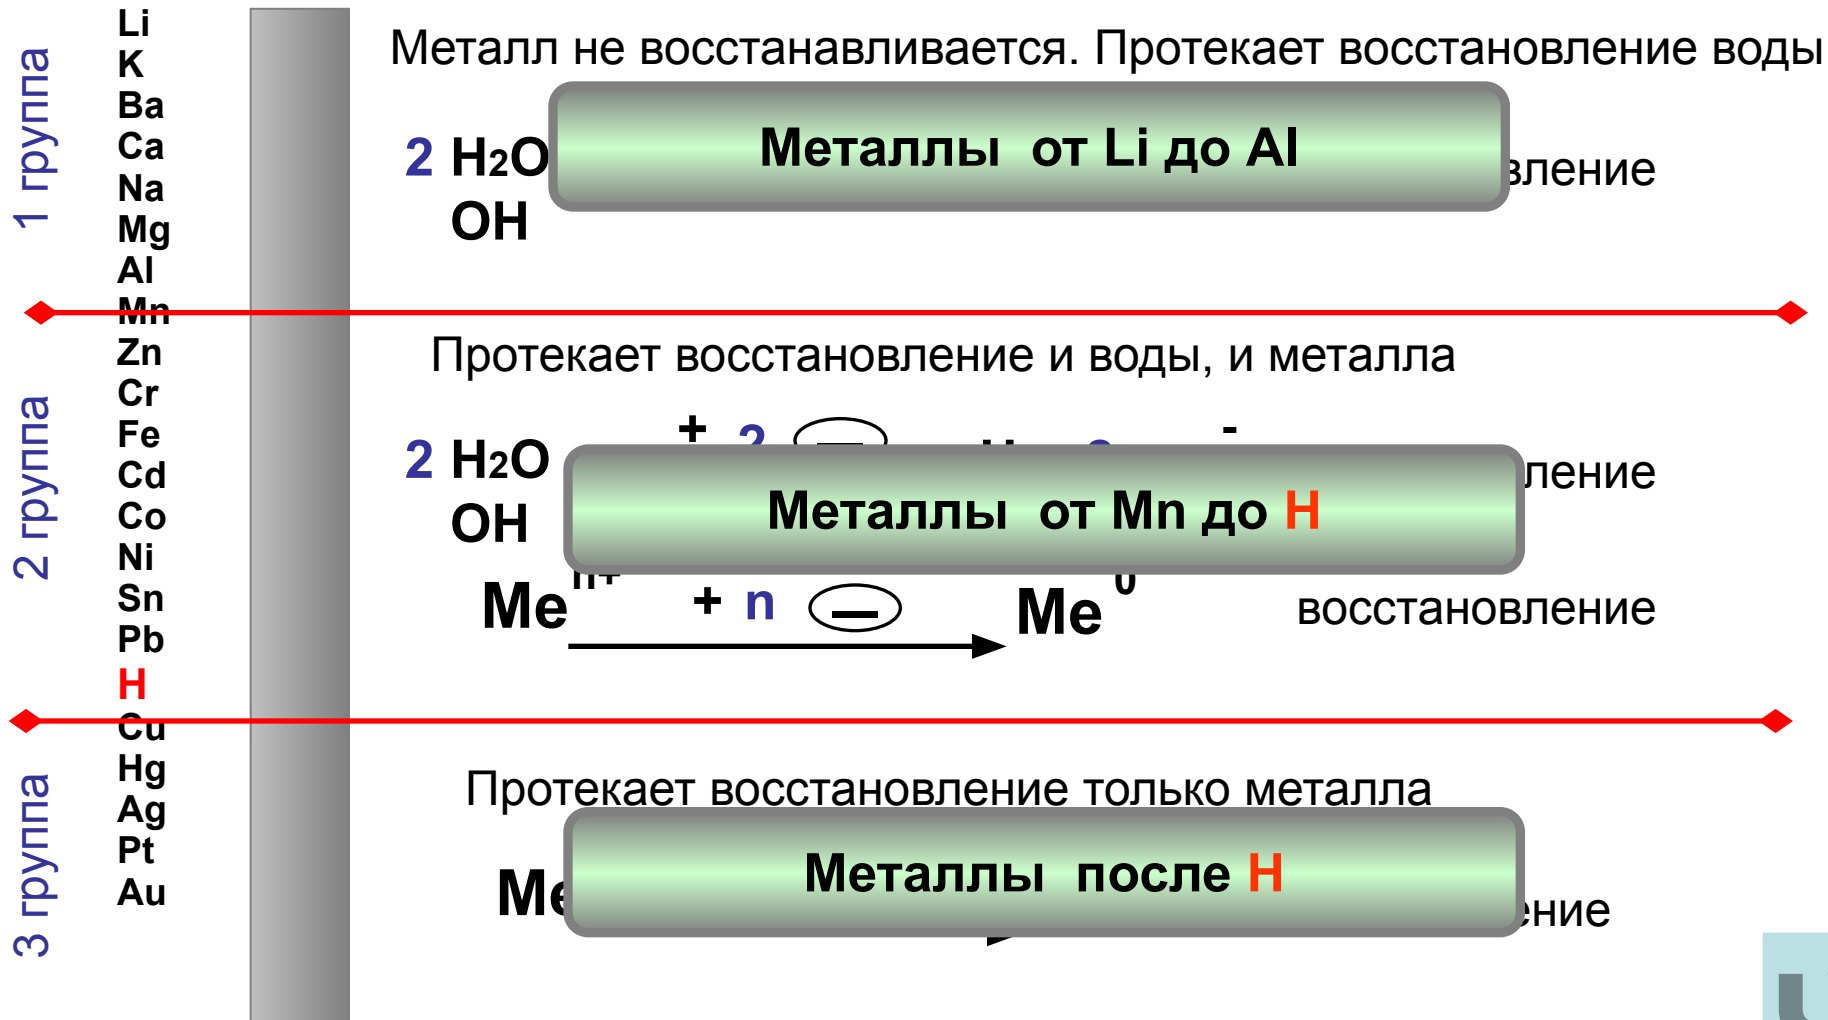 1 группа
Li
K
Ba
Ca
Na
Mg
Al
Mn
Металл не восстанавливается. Протекает восстановление воды
2 H2O
OH
Металлы от Li до Al
2 группа
Zn
Cr
Fe
Cd
Co
Ni
Sn
Pb
H
Протекает восстановление и воды, и металла
2 H2O + 2 -
OH
Металлы от Mn до H
Me n+ + n Me 0 восстановление
3 группа
Cu
Hg
Ag
Pt
Au
Протекает восстановление только металла
Me
Металлы после H